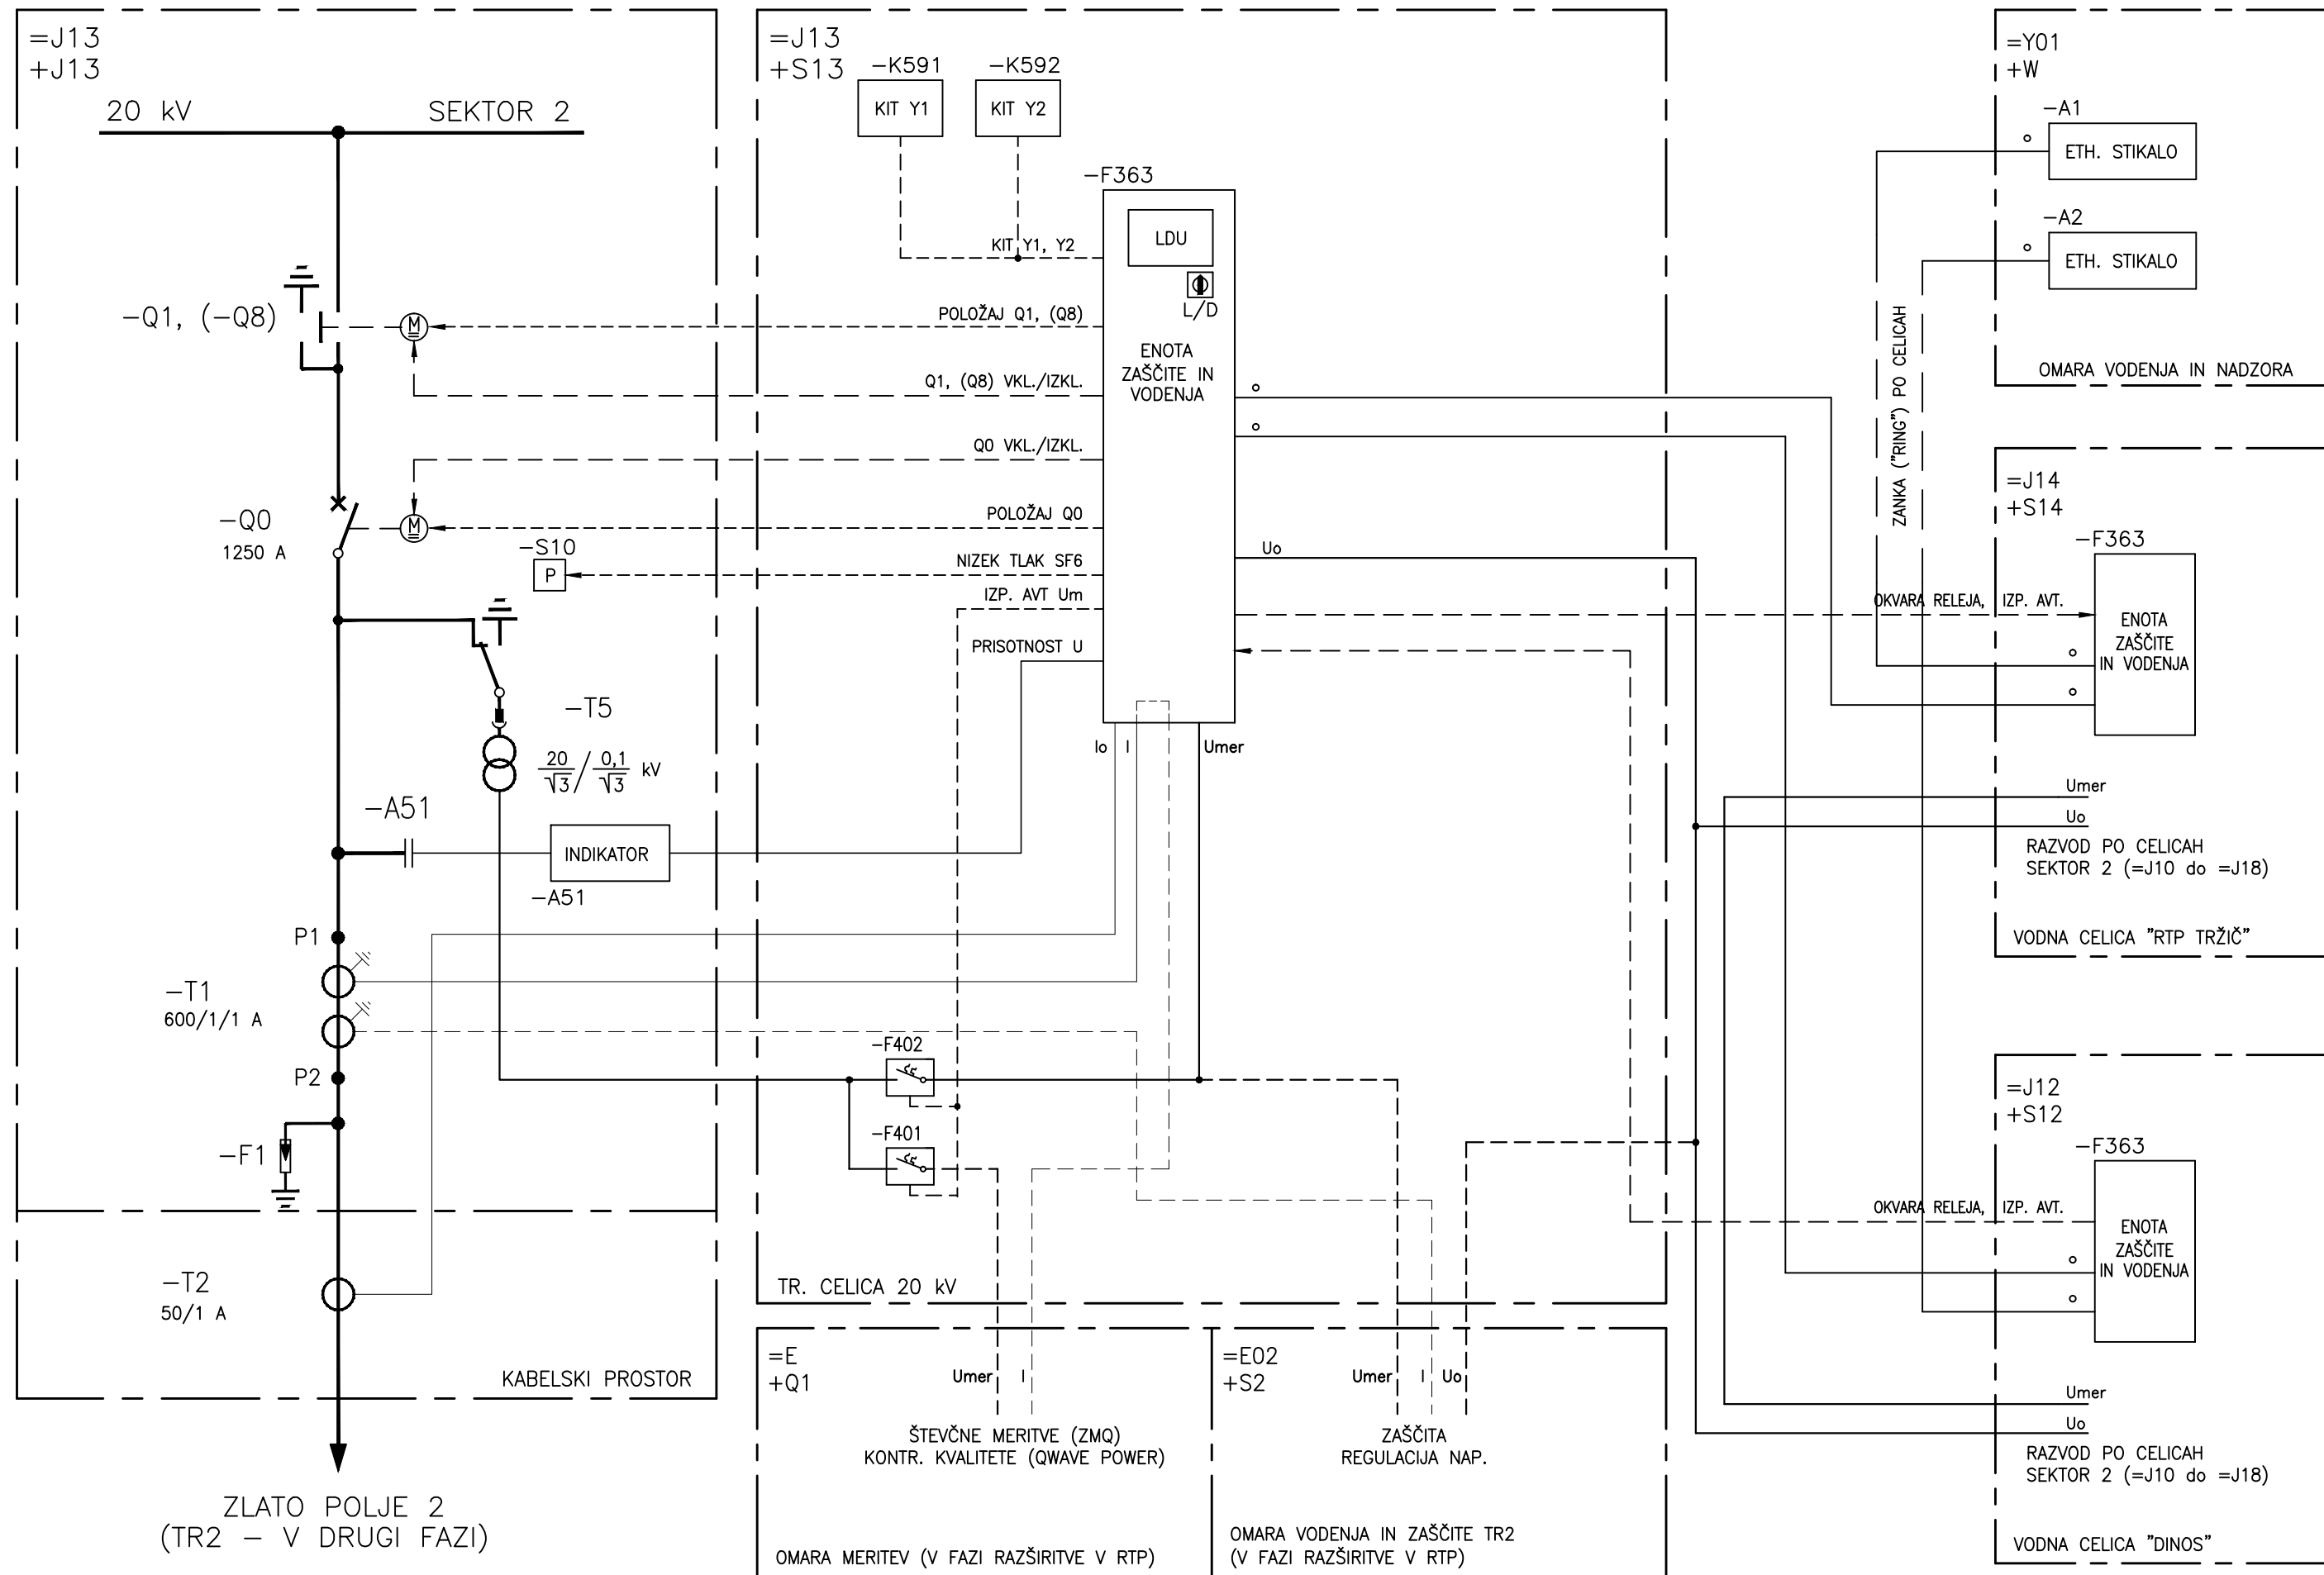 =J13
+J13
20 kV
SEKTOR 2
-Q1, (-Q8)
M
-Q0
1250 A
M
-S10
P
-T5
20/√3 / 0,1/√3 kV
-A51
INDIKATOR
-A51
P1
-T1
600/1/1 A
P2
-F1
-T2
50/1 A
KABELSKI PROSTOR
ZLATO POLJE 2
(TR2 - V DRUGI FAZI)
=J13
+S13
-K591
KIT Y1
-K592
KIT Y2
-F363
LDU
L/D
ENOTA
ZAŠČITE IN
VODENJA
KIT Y1, Y2
POLOŽAJ Q1, (Q8)
Q1, (Q8) VKL./IZKL.
Q0 VKL./IZKL.
POLOŽAJ Q0
NIZEK TLAK SF6
IZP. AVT Um
PRISOTNOST U
Uo
Io
I
Umer
-F402
-F401
TR. CELICA 20 kV
=E
+Q1
Umer
I
ŠTEVČNE MERITVE (ZMQ)
KONTR. KVALITETE (QWAVE POWER)
OMARA MERITEV (V FAZI RAZŠIRITVE V RTP)
=E02
+S2
Umer
I
Uo
ZAŠČITA
REGULACIJA NAP.
OMARA VODENJA IN ZAŠČITE TR2
(V FAZI RAZŠIRITVE V RTP)
=Y01
+W
-A1
ETH. STIKALO
-A2
ETH. STIKALO
OMARA VODENJA IN NADZORA
ZANKA ("RING") PO CELICAH
=J14
+S14
-F363
OKVARA RELEJA, IZP. AVT.
ENOTA
ZAŠČITE
IN VODENJA
Umer
Uo
RAZVOD PO CELICAH
SEKTOR 2 (=J10 do =J18)
VODNA CELICA "RTP TRŽIČ"
=J12
+S12
-F363
OKVARA RELEJA, IZP. AVT.
ENOTA
ZAŠČITE
IN VODENJA
Umer
Uo
RAZVOD PO CELICAH
SEKTOR 2 (=J10 do =J18)
VODNA CELICA "DINOS"